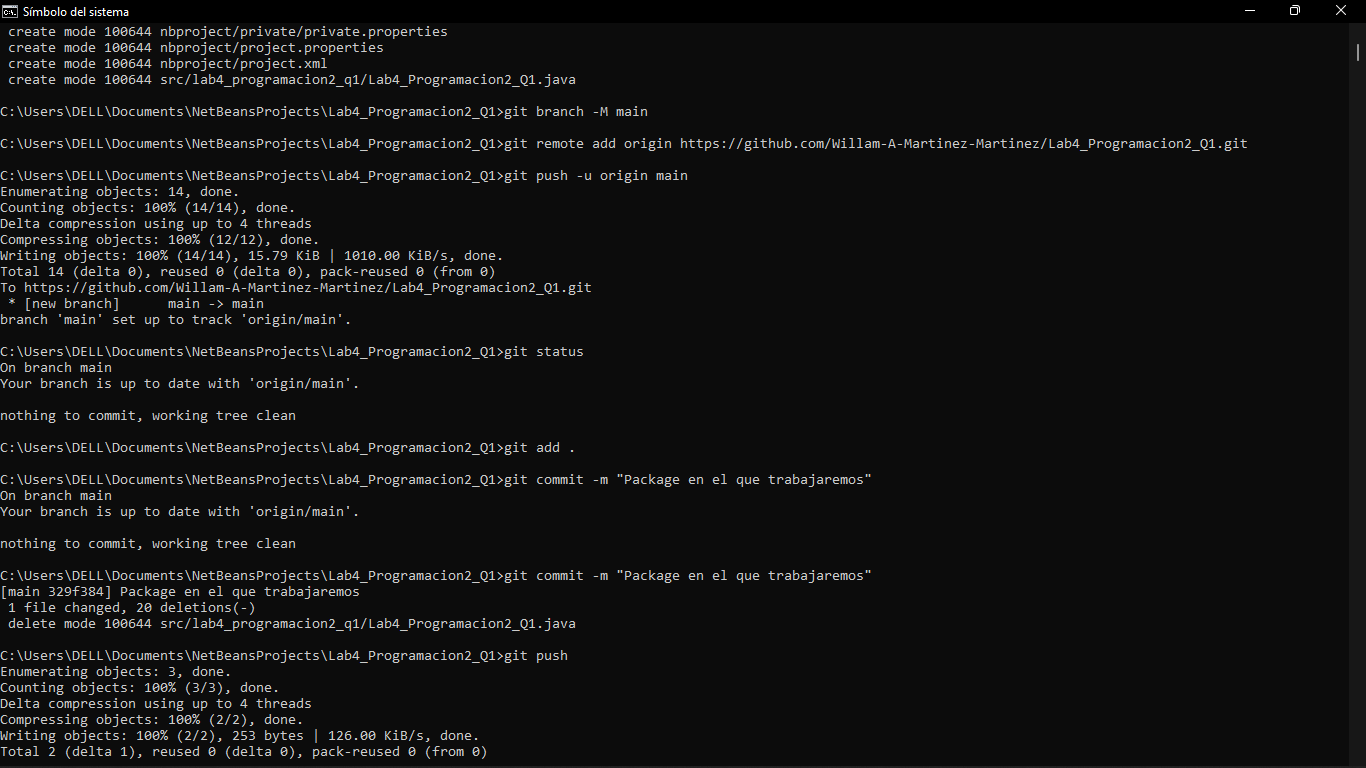 Símbolo del sistema
create mode 100644 nbproject/private/private.properties
create mode 100644 nbproject/project.properties
create mode 100644 nbproject/project.xml
create mode 100644 src/lab4_programacion2_q1/Lab4_Programacion2_Q1.java
C:\Users\DELL\Documents\NetBeansProjects\Lab4_Programacion2_Q1>git branch -M main
C:\Users\DELL\Documents\NetBeansProjects\Lab4_Programacion2_Q1>git remote add origin https://github.com/Willam-A-Martinez-Martinez/Lab4_Programacion2_Q1.git
C:\Users\DELL\Documents\NetBeansProjects\Lab4_Programacion2_Q1>git push -u origin main
Enumerating objects: 14, done.
Counting objects: 100% (14/14), done.
Delta compression using up to 4 threads
Compressing objects: 100% (12/12), done.
Writing objects: 100% (14/14), 15.79 KiB | 1010.00 KiB/s, done.
Total 14 (delta 0), reused 0 (delta 0), pack-reused 0 (from 0)
To https://github.com/Willam-A-Martinez-Martinez/Lab4_Programacion2_Q1.git
* [new branch]      main -> main
branch 'main' set up to track 'origin/main'.
C:\Users\DELL\Documents\NetBeansProjects\Lab4_Programacion2_Q1>git status
On branch main
Your branch is up to date with 'origin/main'.
nothing to commit, working tree clean
C:\Users\DELL\Documents\NetBeansProjects\Lab4_Programacion2_Q1>git add .
C:\Users\DELL\Documents\NetBeansProjects\Lab4_Programacion2_Q1>git commit -m "Package en el que trabajaremos"
On branch main
Your branch is up to date with 'origin/main'.
nothing to commit, working tree clean
C:\Users\DELL\Documents\NetBeansProjects\Lab4_Programacion2_Q1>git commit -m "Package en el que trabajaremos"
[main 329f384] Package en el que trabajaremos
1 file changed, 20 deletions(-)
delete mode 100644 src/lab4_programacion2_q1/Lab4_Programacion2_Q1.java
C:\Users\DELL\Documents\NetBeansProjects\Lab4_Programacion2_Q1>git push
Enumerating objects: 3, done.
Counting objects: 100% (3/3), done.
Delta compression using up to 4 threads
Compressing objects: 100% (2/2), done.
Writing objects: 100% (2/2), 253 bytes | 126.00 KiB/s, done.
Total 2 (delta 1), reused 0 (delta 0), pack-reused 0 (from 0)